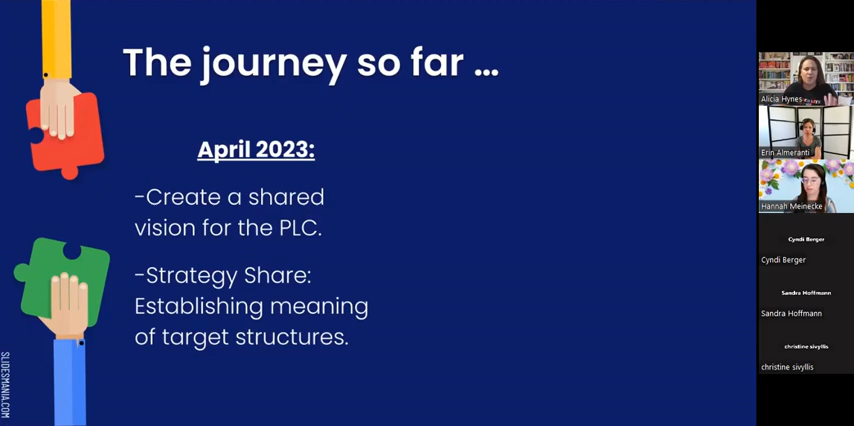 The journey so far ...
April 2023:
-Create a shared
vision for the PLC.
-Strategy Share:
Establishing meaning
of target structures.
SLIDESMANIA.COM
Alicia Hynes
Erin Almeranti
Hannah Meinecke
Cyndi Berger
Cyndi Berger
Sandra Hoffmann
Sandra Hoffmann
christine sivyllis
christine sivyllis